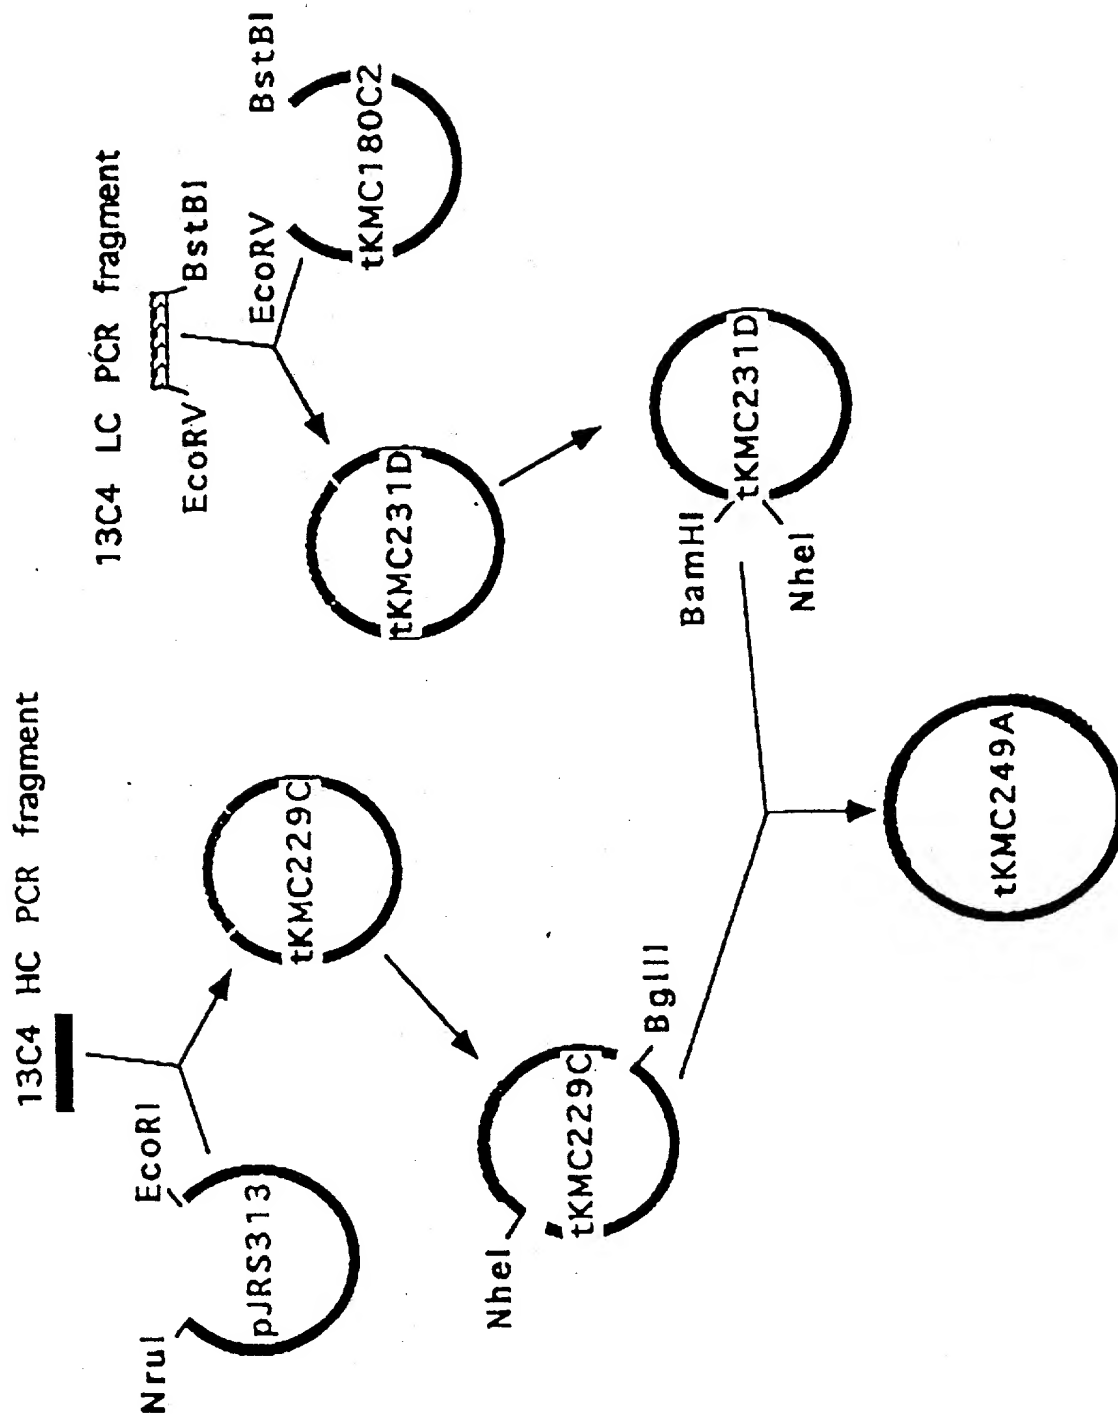 13C4 HC PCR fragment
NruI
EcoRI
pJRS313
tKMC229C
NheI
tKMC229C
BglII
13C4 LC PCR fragment
EcoRV
BstBI
EcoRV
BstBI
tKMC180C2
tKMC231D
BamHI
tKMC231D
NheI
tKMC249A